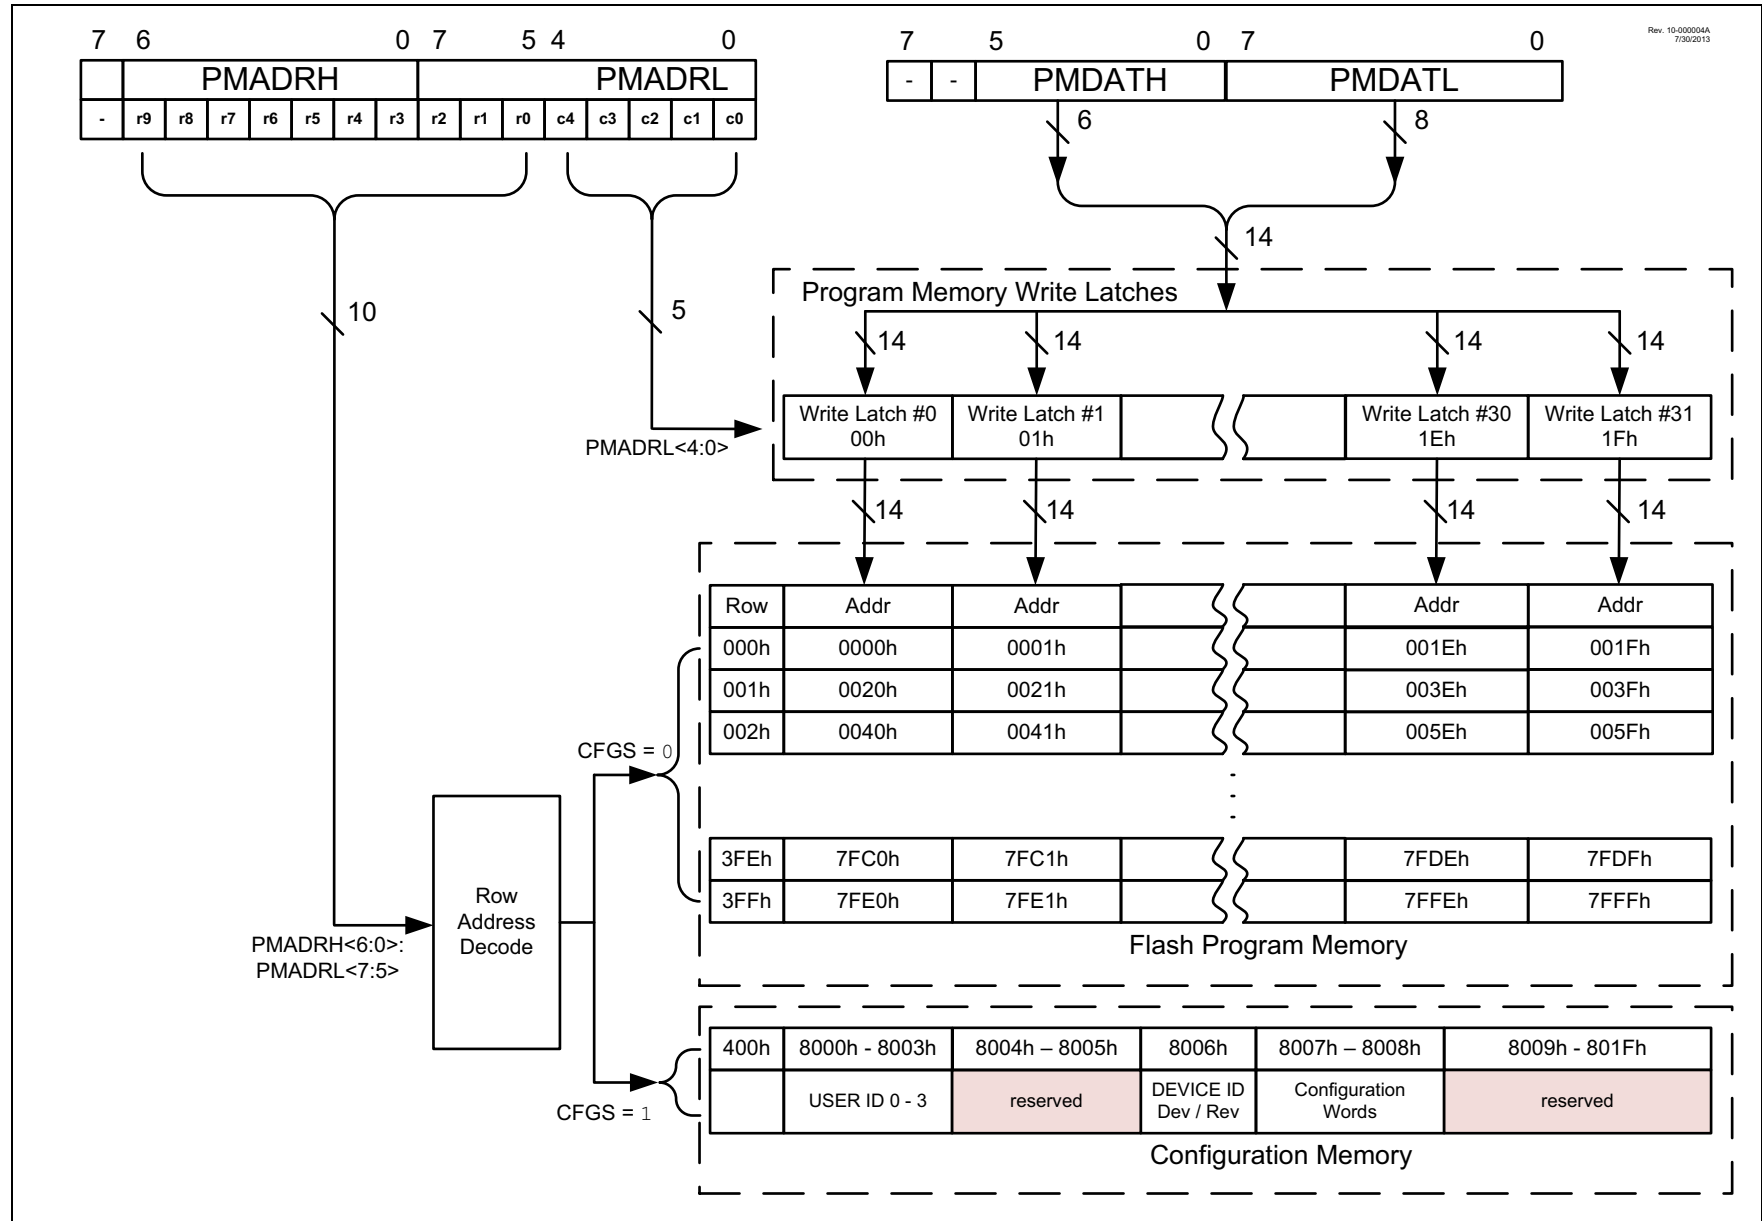 Rev. 10-000004A
7/30/2013
7 6 0 7 5 4 0
PMADRH PMADRL
- r9 r8 r7 r6 r5 r4 r3 r2 r1 r0 c4 c3 c2 c1 c0
7 5 0 7 0
- - PMDATH PMDATL
6 8
14
10
5
Program Memory Write Latches
14 14 14 14
Write Latch #0 Write Latch #1 Write Latch #30 Write Latch #31
00h 01h 1Eh 1Fh
PMADRL<4:0>
14 14 14 14
Row Addr Addr Addr Addr
000h 0000h 0001h 001Eh 001Fh
001h 0020h 0021h 003Eh 003Fh
002h 0040h 0041h 005Eh 005Fh
CFGS = 0
3FEh 7FC0h 7FC1h 7FDEh 7FDFh
3FFh 7FE0h 7FE1h 7FFEh 7FFFh
Flash Program Memory
Row
Address
Decode
PMADRH<6:0>:
PMADRL<7:5>
400h 8000h - 8003h 8004h – 8005h 8006h 8007h – 8008h 8009h - 801Fh
USER ID 0 - 3 reserved DEVICE ID Configuration reserved
Dev / Rev Words
CFGS = 1
Configuration Memory